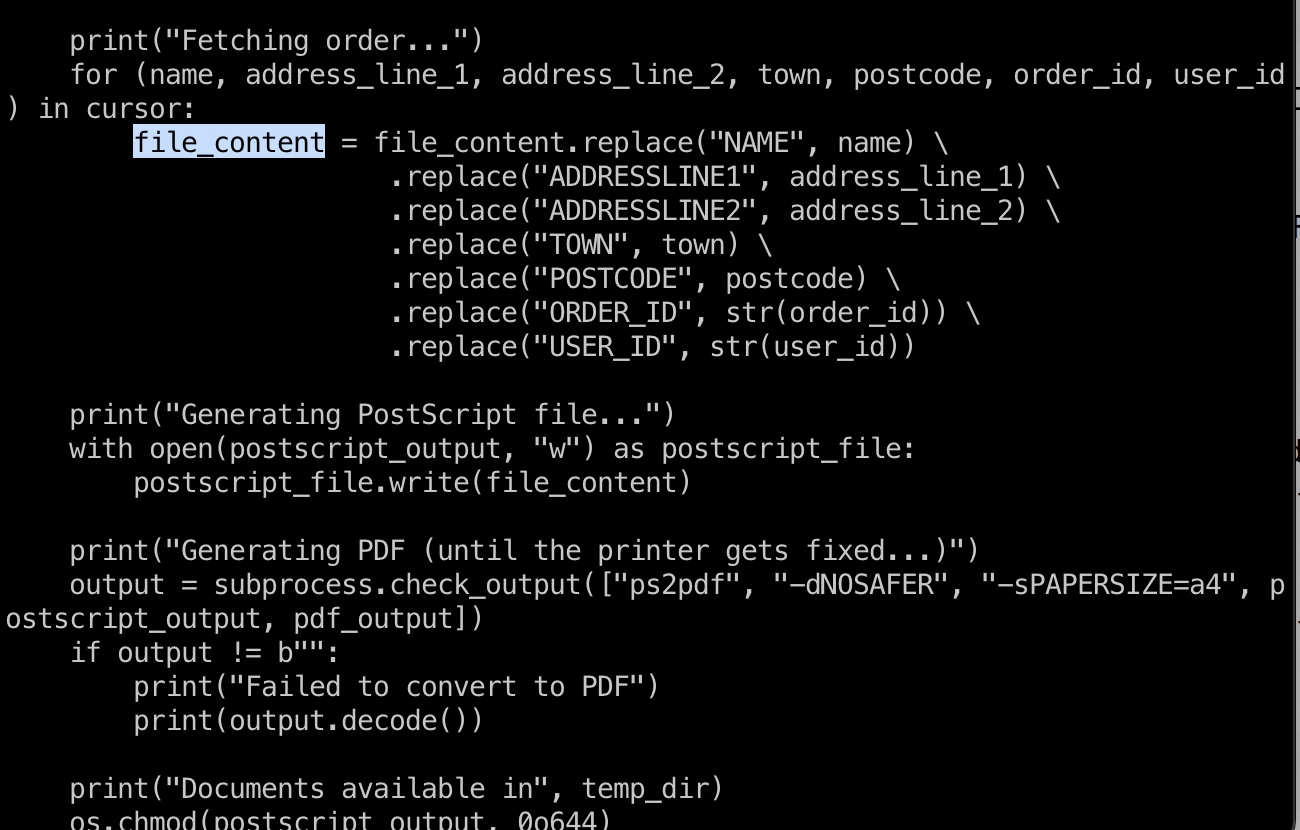 print("Fetching order...")
    for (name, address_line_1, address_line_2, town, postcode, order_id, user_id
) in cursor:
        file_content = file_content.replace("NAME", name) \
                        .replace("ADDRESSLINE1", address_line_1) \
                        .replace("ADDRESSLINE2", address_line_2) \
                        .replace("TOWN", town) \
                        .replace("POSTCODE", postcode) \
                        .replace("ORDER_ID", str(order_id)) \
                        .replace("USER_ID", str(user_id))

    print("Generating PostScript file...")
    with open(postscript_output, "w") as postscript_file:
        postscript_file.write(file_content)

    print("Generating PDF (until the printer gets fixed...)")
    output = subprocess.check_output(["ps2pdf", "-dNOSAFER", "-sPAPERSIZE=a4", p
ostscript_output, pdf_output])
    if output != b"":
        print("Failed to convert to PDF")
        print(output.decode())

    print("Documents available in", temp_dir)
    os.chmod(postscript_output, 0o644)